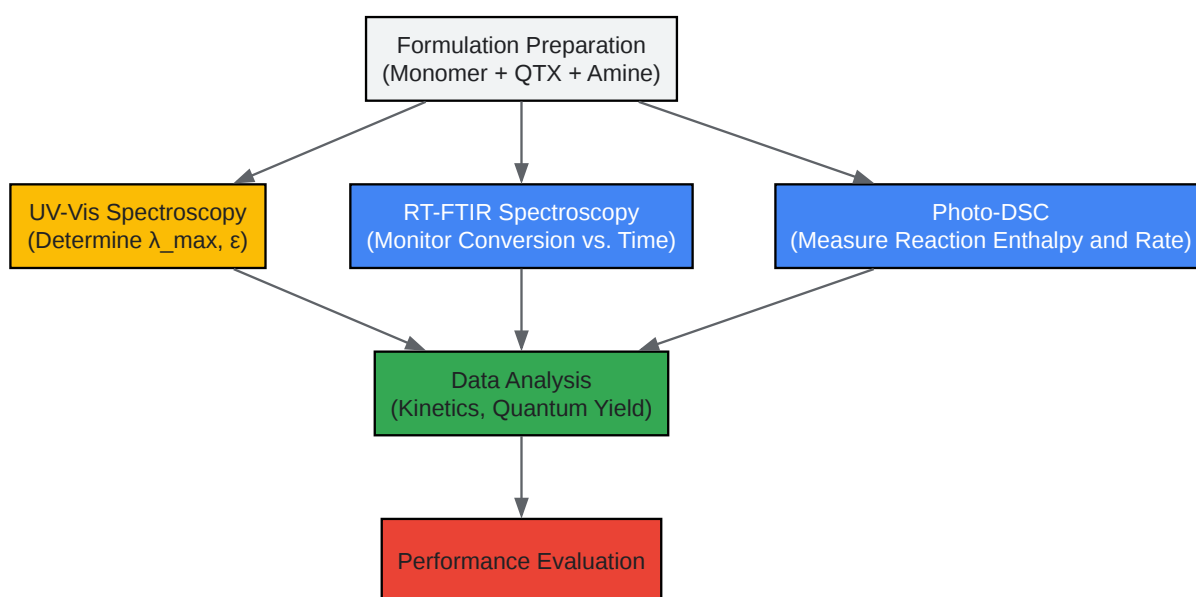 Formulation Preparation
(Monomer + QTX + Amine)
UV-Vis Spectroscopy
(Determine λ_max, ε)
RT-FTIR Spectroscopy
(Monitor Conversion vs. Time)
Photo-DSC
(Measure Reaction Enthalpy and Rate)
Data Analysis
(Kinetics, Quantum Yield)
Performance Evaluation